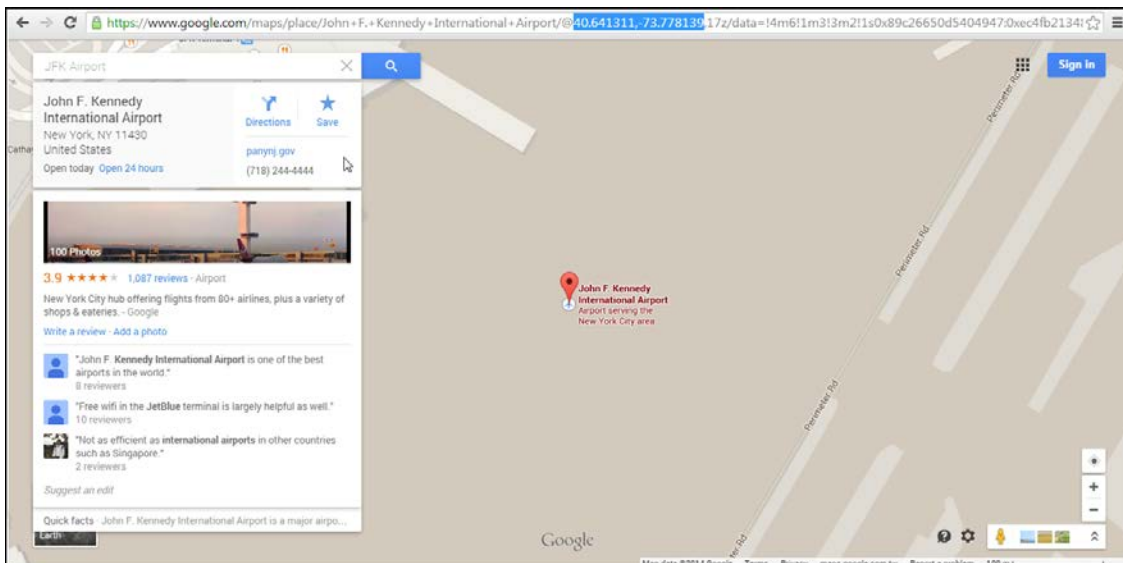 https://www.google.com/maps/place/John+F.+Kennedy+International+Airport/@40.641311,-73.778139,17z/data=!4m6!1m3!3m2!1s0x89c26650d5404947:0xec4fb2134
JFK Airport
Sign in
John F. Kennedy
International Airport
New York, NY 11430
United States
Open today Open 24 hours
Directions
Save
panynj.gov
(718) 244-4444
100 Photos
3.9 1,087 reviews · Airport
New York City hub offering flights from 80+ airlines, plus a variety of
shops & eateries. - Google
Write a review · Add a photo
"John F. Kennedy International Airport is one of the best
airports in the world."
8 reviewers
"Free wifi in the JetBlue terminal is largely helpful as well."
10 reviewers
"Not as efficient as international airports in other countries
such as Singapore."
2 reviewers
Suggest an edit
Quick facts · John F. Kennedy International Airport is a major airpo...
Earth
John F. Kennedy
International Airport
Airport serving the
New York City area
Perimeter Rd
Perimeter Rd
Perimeter Rd
Google